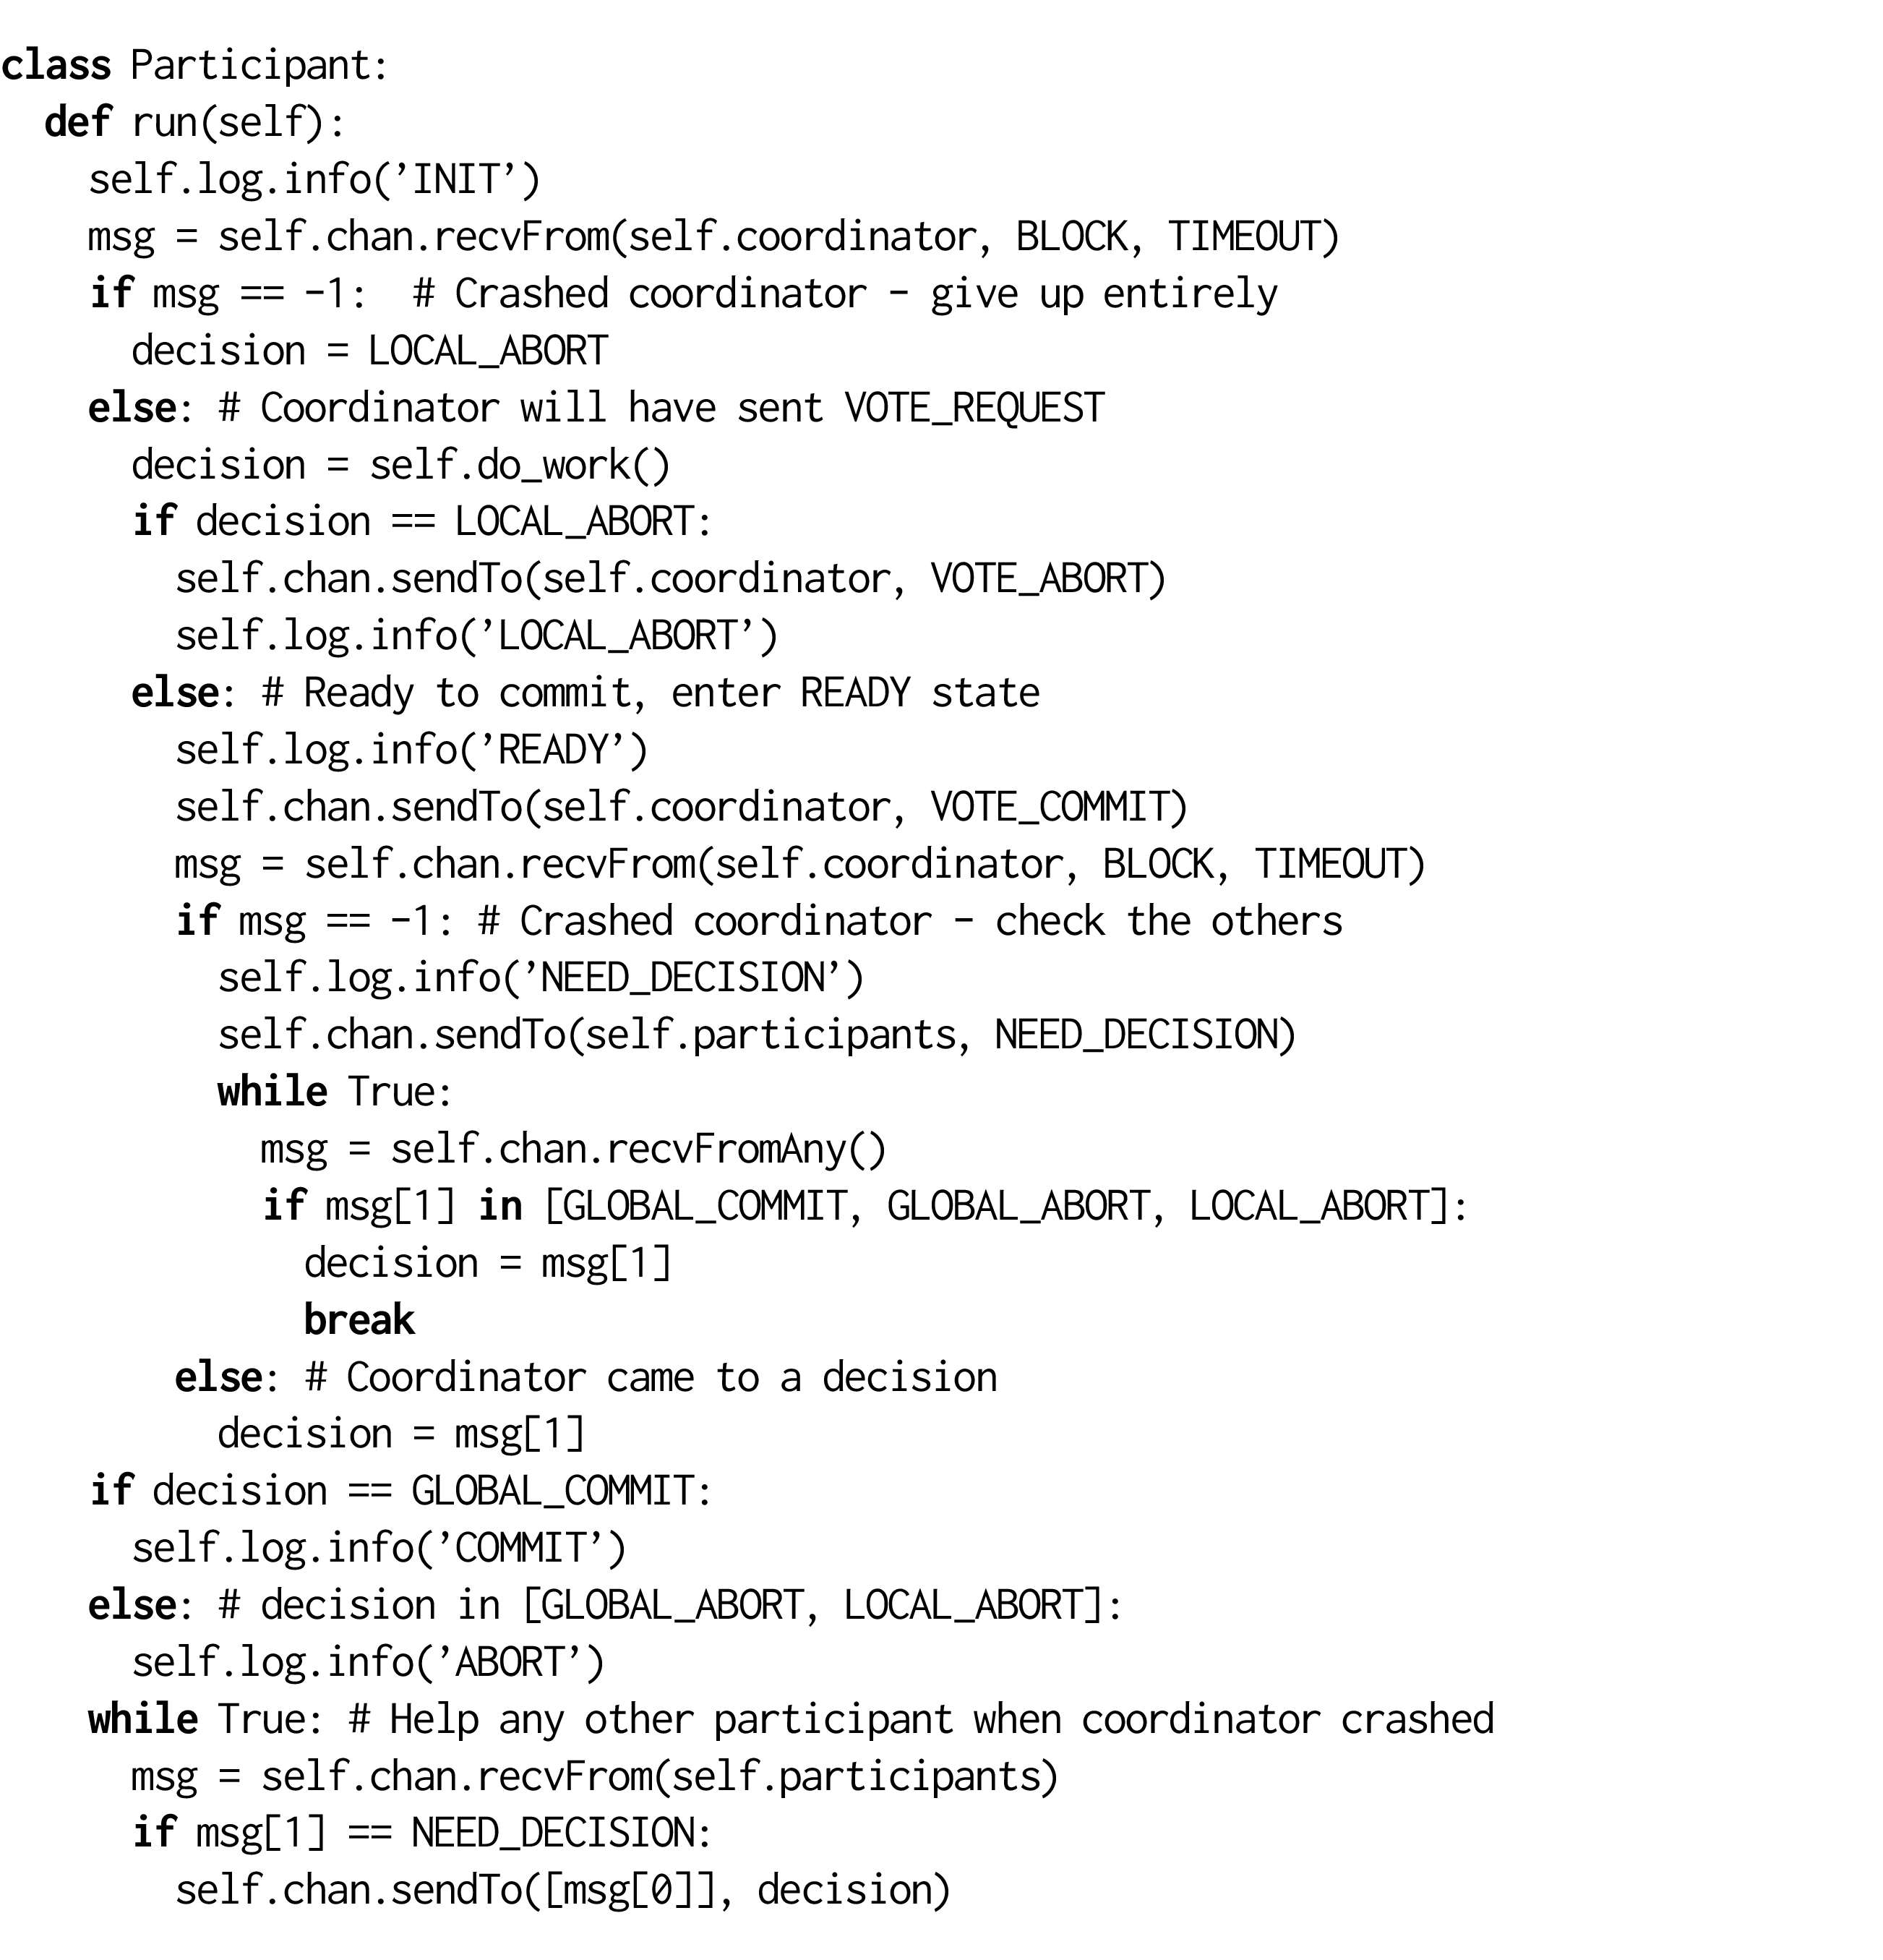 class Participant:
  def run(self):
    self.log.info('INIT')
    msg = self.chan.recvFrom(self.coordinator, BLOCK, TIMEOUT)
    if msg == -1:  # Crashed coordinator - give up entirely
      decision = LOCAL_ABORT
    else: # Coordinator will have sent VOTE_REQUEST
      decision = self.do_work()
      if decision == LOCAL_ABORT:
        self.chan.sendTo(self.coordinator, VOTE_ABORT)
        self.log.info('LOCAL_ABORT')
      else: # Ready to commit, enter READY state
        self.log.info('READY')
        self.chan.sendTo(self.coordinator, VOTE_COMMIT)
        msg = self.chan.recvFrom(self.coordinator, BLOCK, TIMEOUT)
        if msg == -1: # Crashed coordinator - check the others
          self.log.info('NEED_DECISION')
          self.chan.sendTo(self.participants, NEED_DECISION)
          while True:
            msg = self.chan.recvFromAny()
            if msg[1] in [GLOBAL_COMMIT, GLOBAL_ABORT, LOCAL_ABORT]:
              decision = msg[1]
              break
        else: # Coordinator came to a decision
          decision = msg[1]
    if decision == GLOBAL_COMMIT:
      self.log.info('COMMIT')
    else: # decision in [GLOBAL_ABORT, LOCAL_ABORT]:
      self.log.info('ABORT')
    while True: # Help any other participant when coordinator crashed
      msg = self.chan.recvFrom(self.participants)
      if msg[1] == NEED_DECISION:
        self.chan.sendTo([msg[0]], decision)